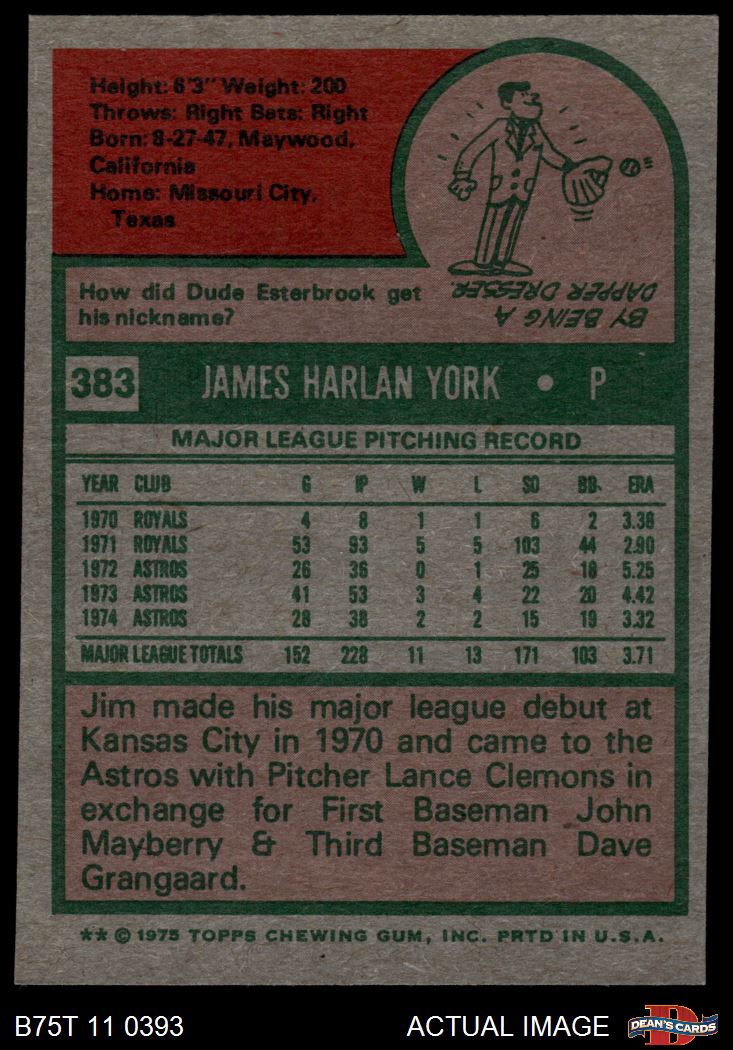 Height: 6'3" Weight: 200
Throws: Right Bats: Right
Born: 8-27-47, Maywood,
California
Home: Missouri City,
Texas
How did Dude Esterbrook get
his nickname?
BY BEING A
DAPPER DRESSER.
383 JAMES HARLAN YORK • P
MAJOR LEAGUE PITCHING RECORD
YEAR CLUB G IP W L SO BB ERA
1970 ROYALS 4 8 1 1 6 2 3.38
1971 ROYALS 53 93 5 5 103 44 2.90
1972 ASTROS 26 36 0 1 25 18 5.25
1973 ASTROS 41 53 3 4 22 20 4.42
1974 ASTROS 28 38 2 2 15 19 3.32
MAJOR LEAGUE TOTALS 152 228 11 13 171 103 3.71
Jim made his major league debut at
Kansas City in 1970 and came to the
Astros with Pitcher Lance Clemons in
exchange for First Baseman John
Mayberry & Third Baseman Dave
Grangaard.
** © 1975 TOPPS CHEWING GUM, INC. PRTD IN U.S.A.
B75T 11 0393 ACTUAL IMAGE DEAN'S CARDS